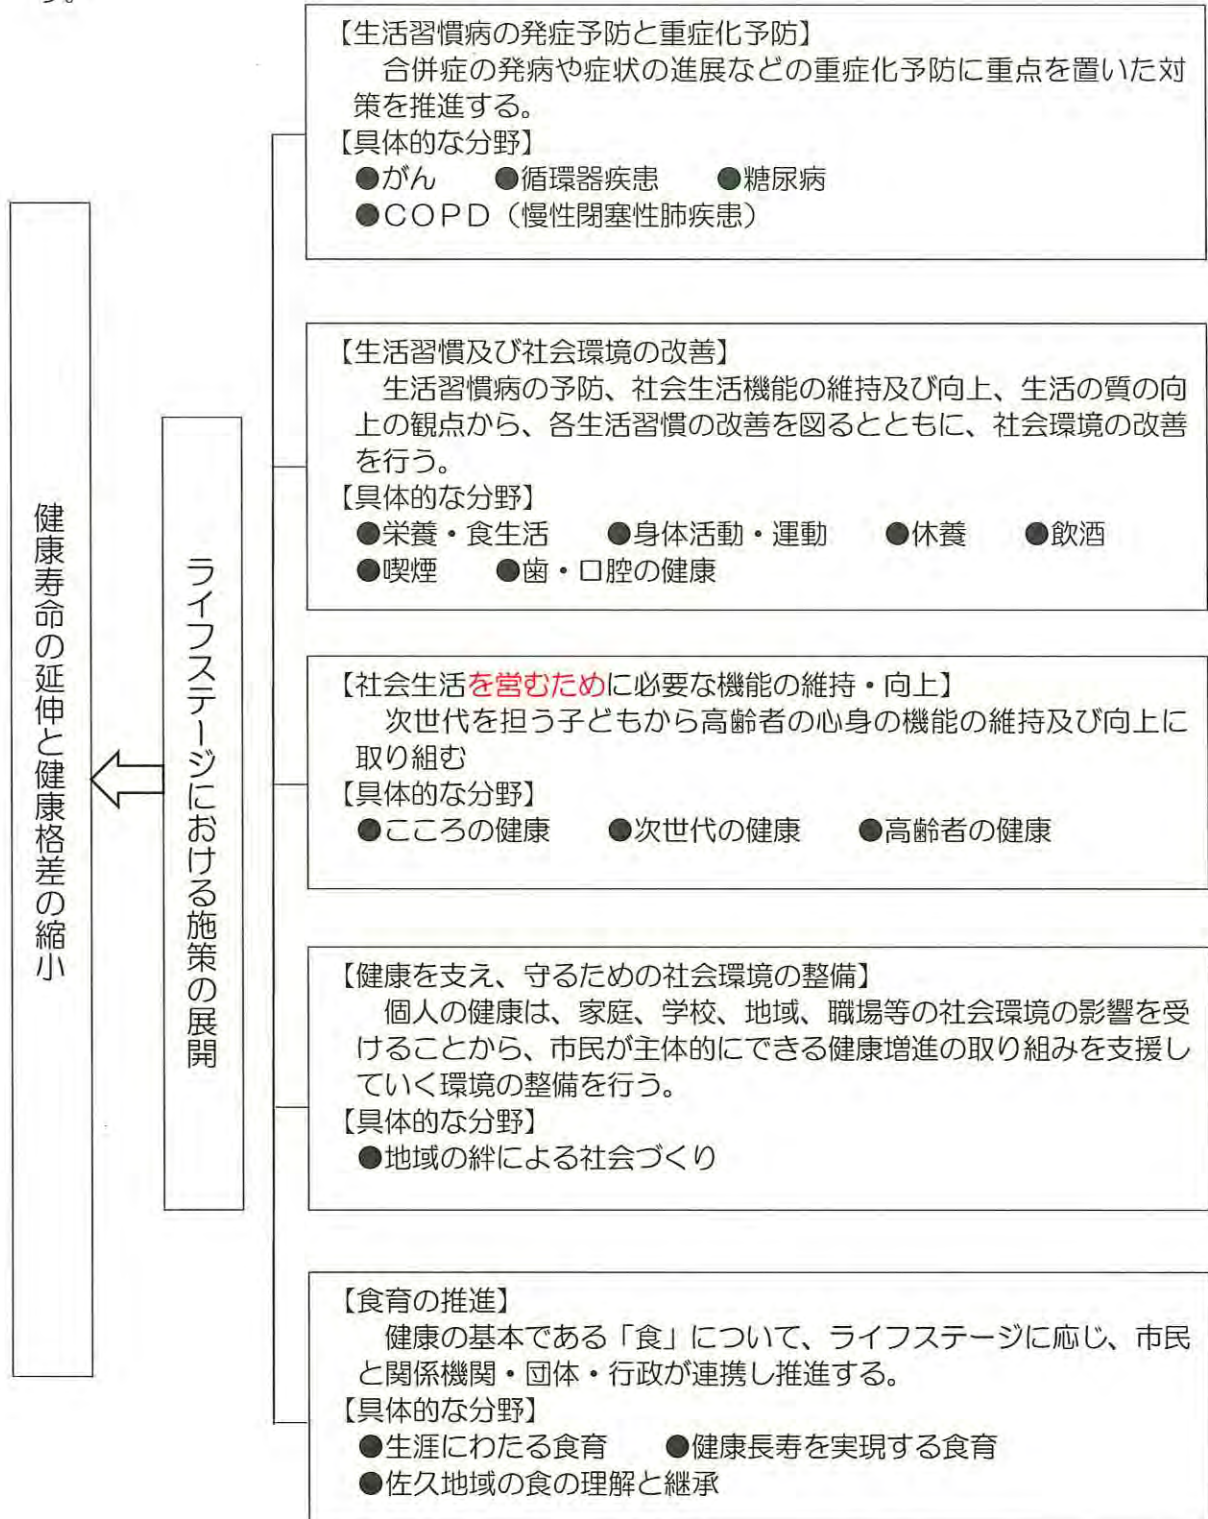 す。
健康寿命の延伸と健康格差の縮小
ライフステージにおける施策の展開
【生活習慣病の発症予防と重症化予防】
合併症の発病や症状の進展などの重症化予防に重点を置いた対
策を推進する。
【具体的な分野】
●がん ●循環器疾患 ●糖尿病
●COPD（慢性閉塞性肺疾患）
【生活習慣及び社会環境の改善】
生活習慣病の予防、社会生活機能の維持及び向上、生活の質の向
上の観点から、各生活習慣の改善を図るとともに、社会環境の改善
を行う。
【具体的な分野】
●栄養・食生活 ●身体活動・運動 ●休養 ●飲酒
●喫煙 ●歯・口腔の健康
【社会生活を営むために必要な機能の維持・向上】
次世代を担う子どもから高齢者の心身の機能の維持及び向上に
取り組む
【具体的な分野】
●こころの健康 ●次世代の健康 ●高齢者の健康
【健康を支え、守るための社会環境の整備】
個人の健康は、家庭、学校、地域、職場等の社会環境の影響を受
けることから、市民が主体的にできる健康増進の取り組みを支援し
ていく環境の整備を行う。
【具体的な分野】
●地域の絆による社会づくり
【食育の推進】
健康の基本である「食」について、ライフステージに応じ、市民
と関係機関・団体・行政が連携し推進する。
【具体的な分野】
●生涯にわたる食育 ●健康長寿を実現する食育
●佐久地域の食の理解と継承